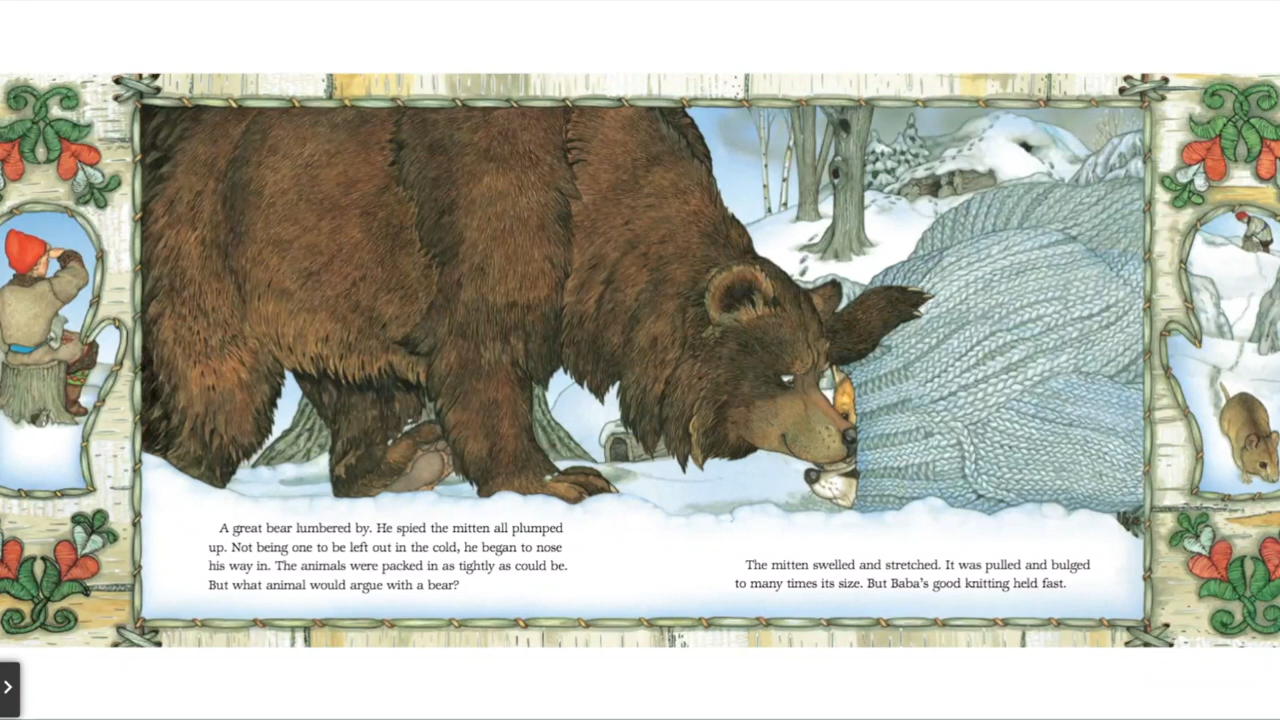 A great bear lumbered by. He spied the mitten all plumped
up. Not being one to be left out in the cold, he began to nose
his way in. The animals were packed in as tightly as could be.
But what animal would argue with a bear?
The mitten swelled and stretched. It was pulled and bulged
to many times its size. But Baba's good knitting held fast.